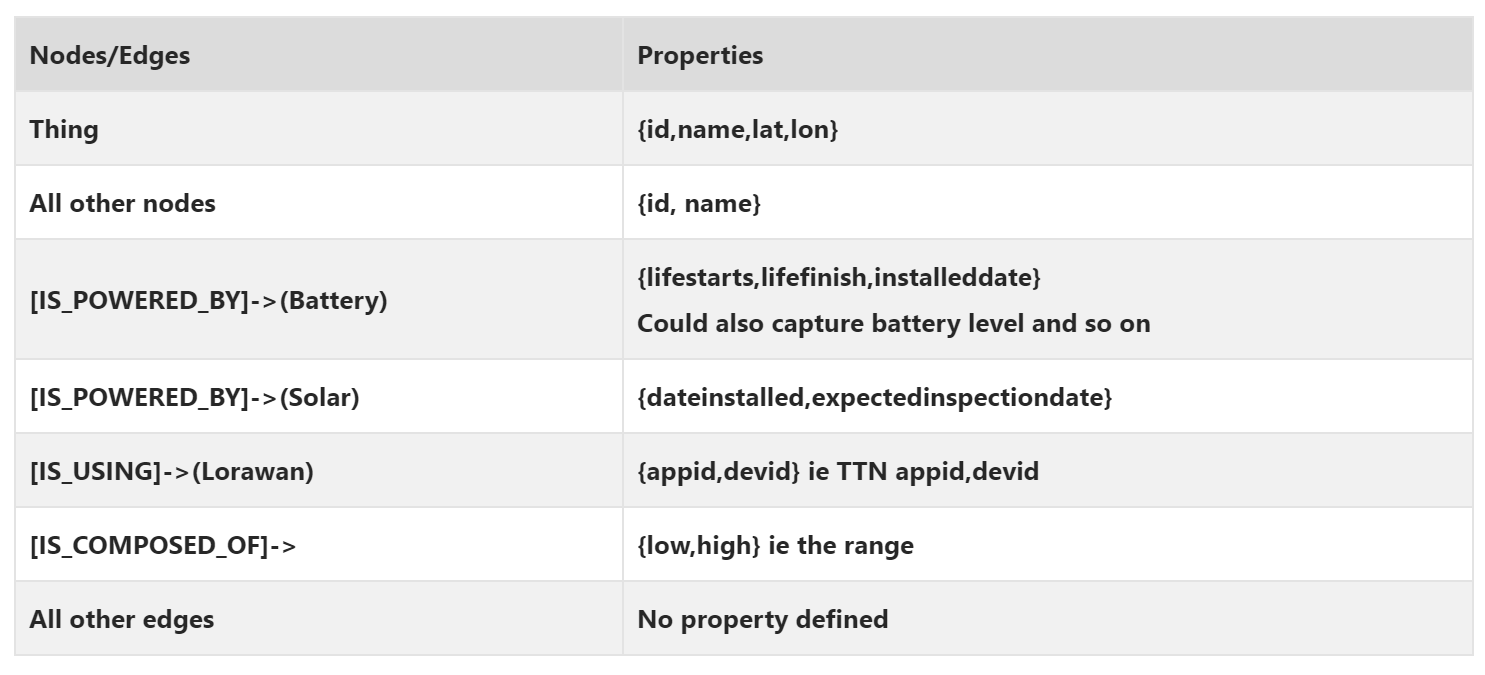 Nodes/Edges
Properties
Thing
{id,name,lat,lon}
All other nodes
{id, name}
[IS_POWERED_BY]->(Battery)
{lifestarts,lifefinish,installeddate}
Could also capture battery level and so on
[IS_POWERED_BY]->(Solar)
{dateinstalled,expectedinspectiondate}
[IS_USING]->(Lorawan)
{appid,devid} ie TTN appid,devid
[IS_COMPOSED_OF]->
{low,high} ie the range
All other edges
No property defined